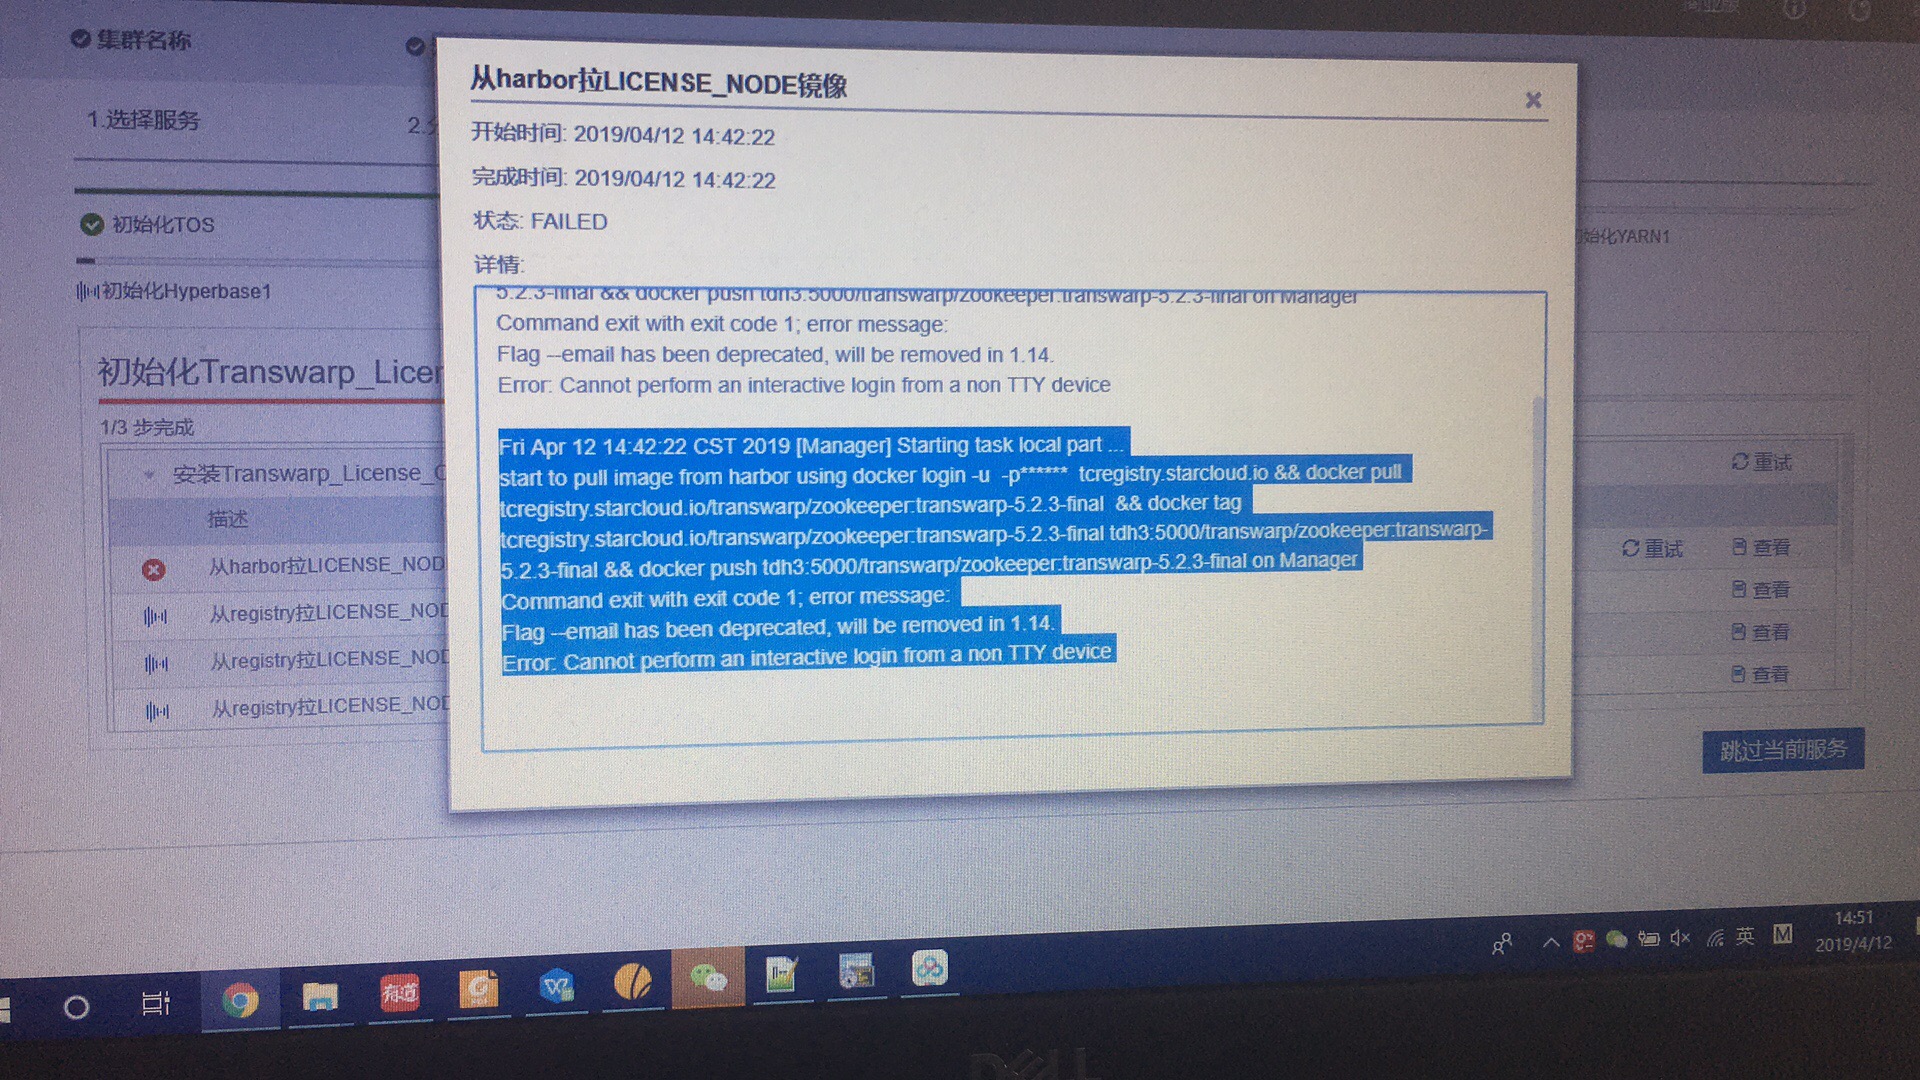 集群名称
1.选择服务
2.
初始化TOS
初始化Hyperbase1
始化YARN1
初始化Transwarp_Licen
1/3 步完成
安装Transwarp_License_C
重试
描述
从harbor拉LICENSE_NOD
重试
查看
从registry拉LICENSE_NOD
查看
从registry拉LICENSE_NOD
查看
从registry拉LICENSE_NOD
查看
跳过当前服务
从harbor拉LICENSE_NODE镜像
开始时间: 2019/04/12 14:42:22
完成时间: 2019/04/12 14:42:22
状态: FAILED
详情:
5.2.3-final && docker push tdh3:5000/transwarp/zookeeper:transwarp-5.2.3-final on Manager
Command exit with exit code 1; error message:
Flag --email has been deprecated, will be removed in 1.14.
Error: Cannot perform an interactive login from a non TTY device
Fri Apr 12 14:42:22 CST 2019 [Manager] Starting task local part ...
start to pull image from harbor using docker login -u -p****** tcregistry.starcloud.io && docker pull
tcregistry.starcloud.io/transwarp/zookeeper:transwarp-5.2.3-final && docker tag
tcregistry.starcloud.io/transwarp/zookeeper:transwarp-5.2.3-final tdh3:5000/transwarp/zookeeper:transwarp-
5.2.3-final && docker push tdh3:5000/transwarp/zookeeper:transwarp-5.2.3-final on Manager
Command exit with exit code 1; error message:
Flag --email has been deprecated, will be removed in 1.14.
Error: Cannot perform an interactive login from a non TTY device
有道
英
M
14:51
2019/4/12
DELL